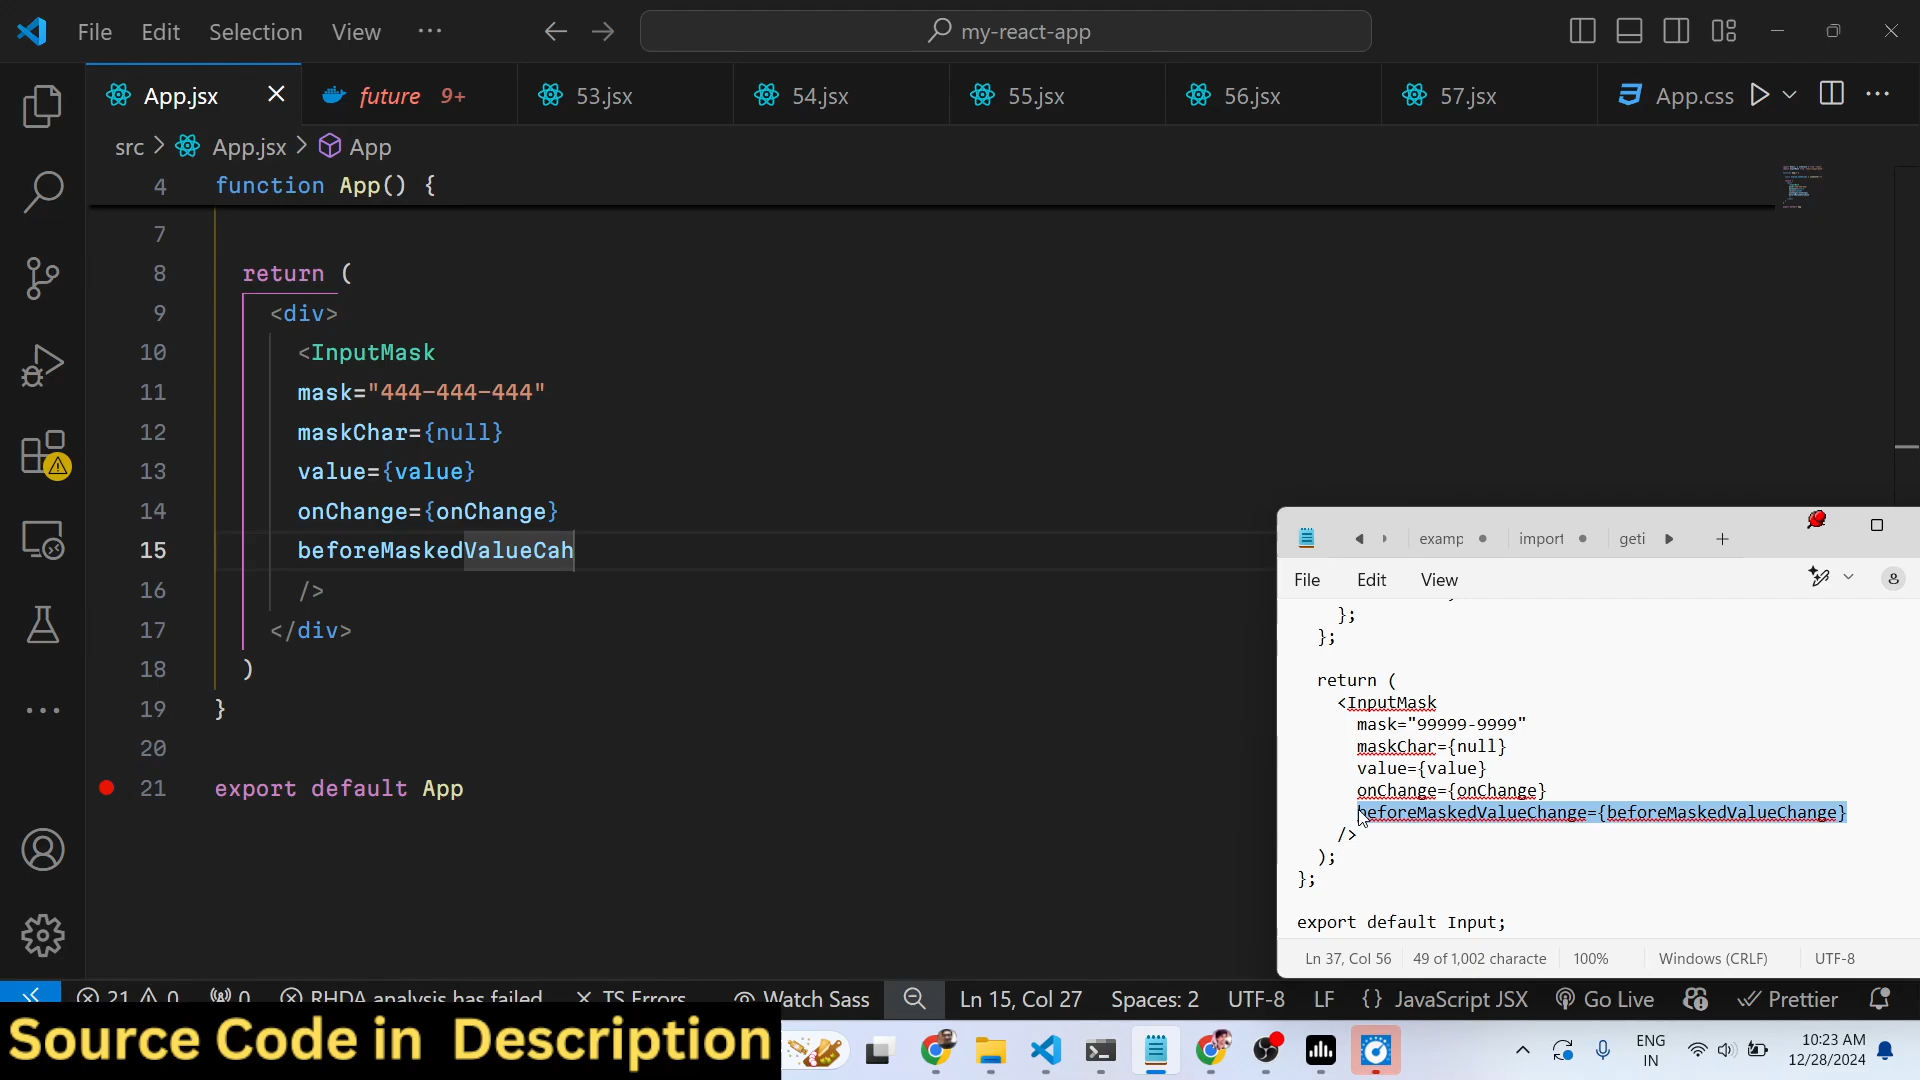 File Edit Selection View ··· my-react-app
App.jsx future 9+ 53.jsx 54.jsx 55.jsx 56.jsx 57.jsx App.css
src > App.jsx > App
4 function App() {
7
8 return (
9 <div>
10 <InputMask
11 mask="444-444-444"
12 maskChar={null}
13 value={value}
14 onChange={onChange}
15 beforeMaskedValueCah
16 />
17 </div>
18 )
19 }
20
21 export default App
examp import geti
File Edit View
};
};
return (
<InputMask
mask="99999-9999"
maskChar={null}
value={value}
onChange={onChange}
beforeMaskedValueChange={beforeMaskedValueChange}
/>
);
};
export default Input;
Ln 37, Col 56 49 of 1,002 characte 100% Windows (CRLF) UTF-8
21 0 0 RHDA analysis has failed TS Errors Watch Sass Ln 15, Col 27 Spaces: 2 UTF-8 LF {} JavaScript JSX Go Live Prettier
Source Code in Description
ENG
IN
10:23 AM
12/28/2024